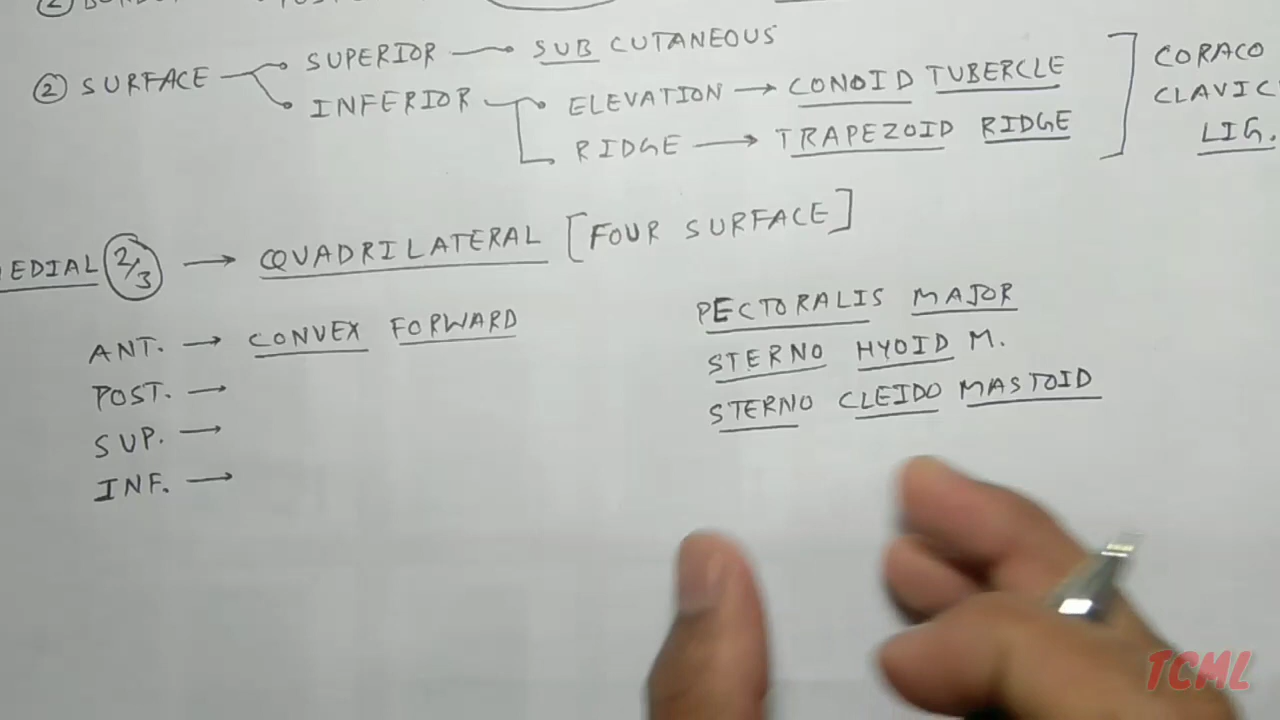 ② SURFACE → SUPERIOR → SUB CUTANEOUS
INFERIOR → ELEVATION → CONOID TUBERCLE
RIDGE → TRAPEZOID RIDGE ]
CORACO
CLAVIC
LIG.
EDIAL 2/3 → QUADRILATERAL [FOUR SURFACE]
ANT. → CONVEX FORWARD
POST. →
SUP. →
INF. →
PECTORALIS MAJOR
STERNO HYOID M.
STERNO CLEIDO MASTOID
TCML